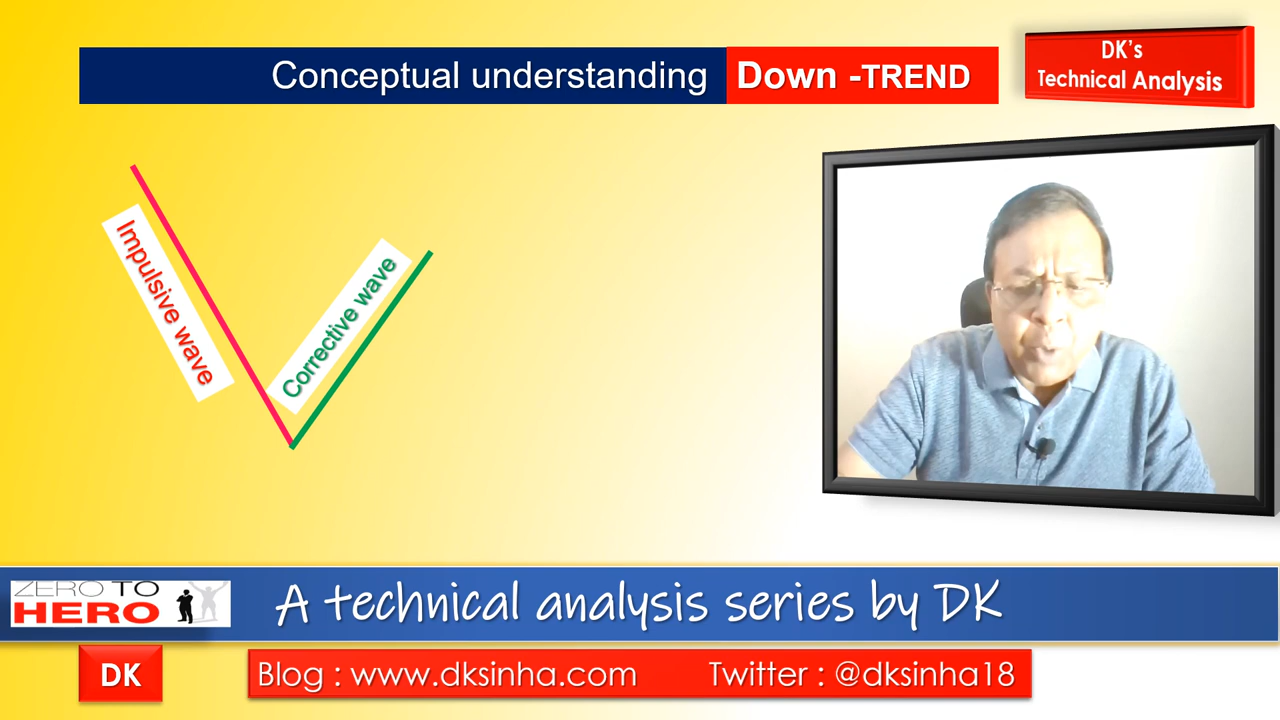 Conceptual understanding Down -TREND
DK's
Technical Analysis
Impulsive wave
Corrective wave
ZERO TO
HERO
A technical analysis series by DK
DK
Blog : www.dksinha.com Twitter : @dksinha18